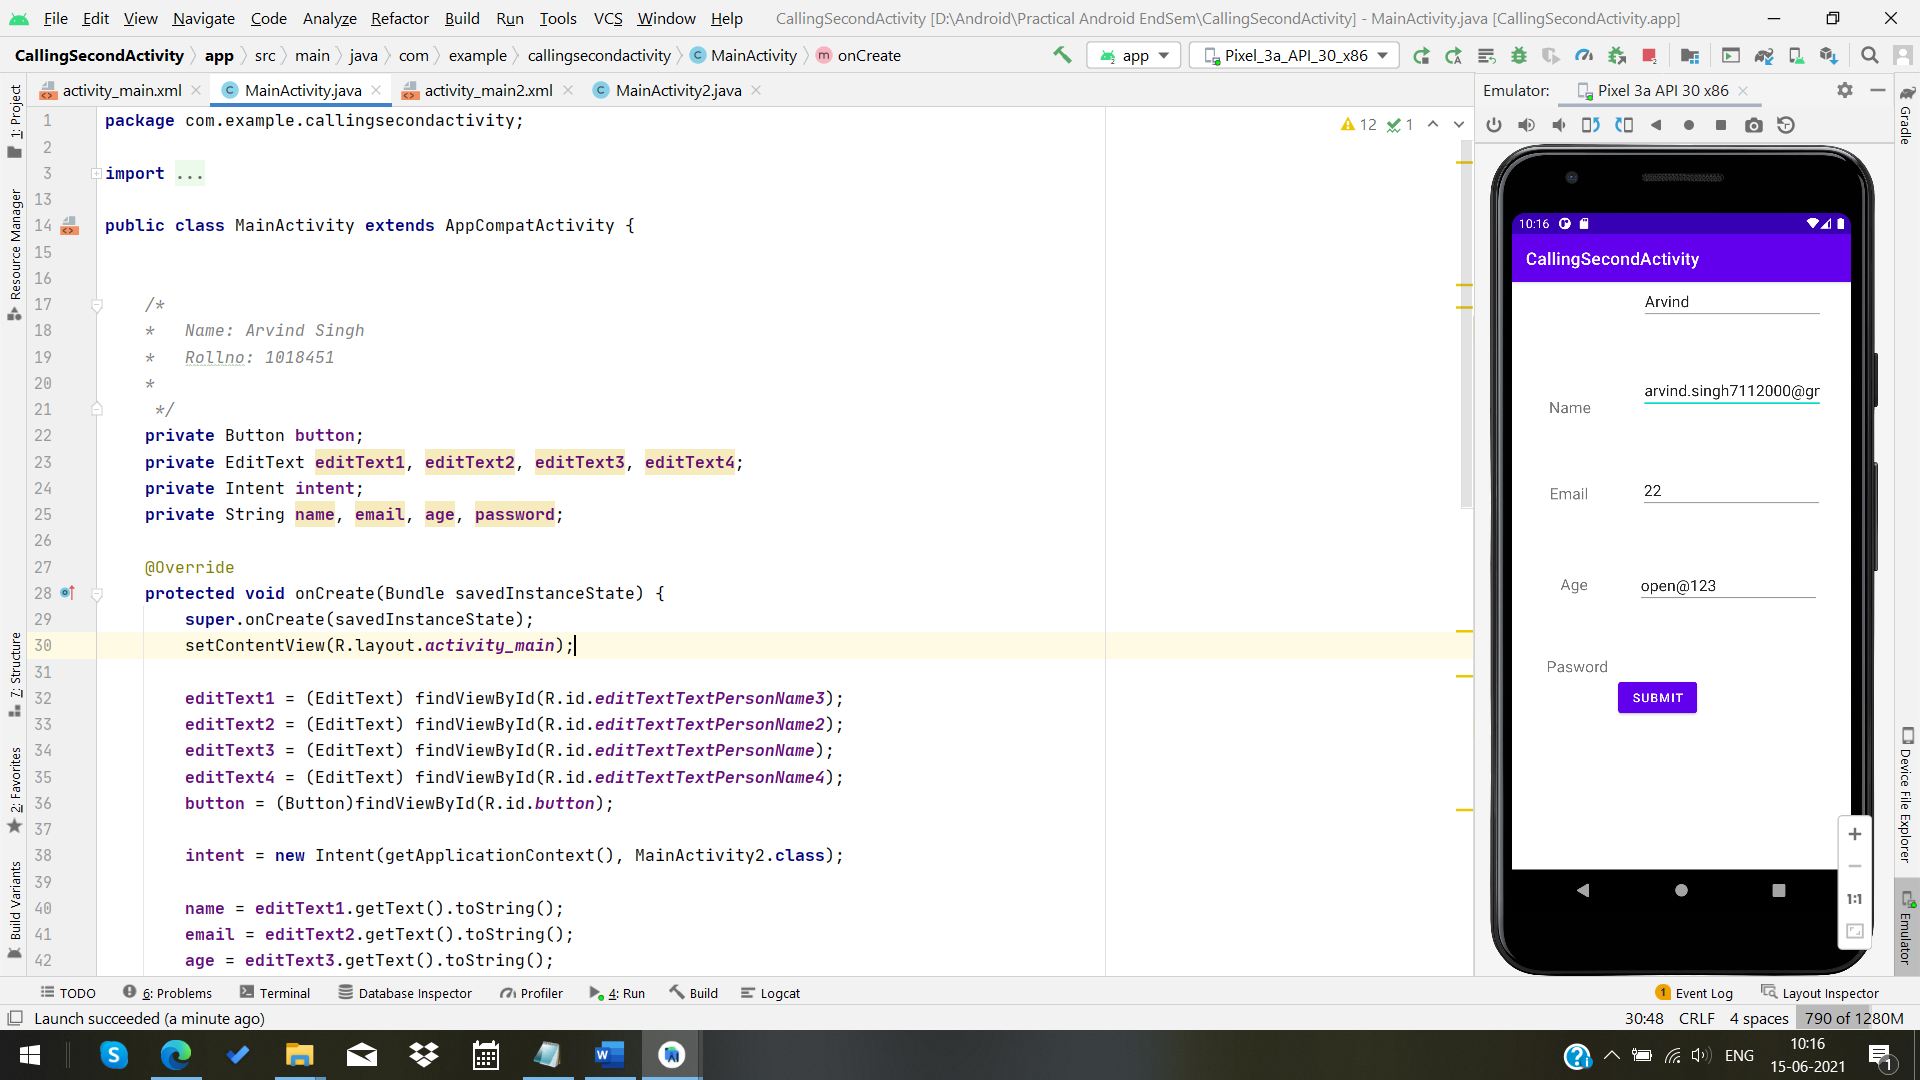 File Edit View Navigate Code Analyze Refactor Build Run Tools VCS Window Help CallingSecondActivity [D:\Android\Practical Android EndSem\CallingSecondActivity] - MainActivity.java [CallingSecondActivity.app]
CallingSecondActivity app src main java com example callingsecondactivity MainActivity onCreate app Pixel_3a_API_30_x86
activity_main.xml MainActivity.java activity_main2.xml MainActivity2.java
Emulator: Pixel 3a API 30 x86
1: Project
Resource Manager
7: Structure
2: Favorites
Build Variants
12 1
1 package com.example.callingsecondactivity;
2
3 import ...
13
14 public class MainActivity extends AppCompatActivity {
15
16
17 /*
18 * Name: Arvind Singh
19 * Rollno: 1018451
20 *
21 */
22 private Button button;
23 private EditText editText1, editText2, editText3, editText4;
24 private Intent intent;
25 private String name, email, age, password;
26
27 @Override
28 protected void onCreate(Bundle savedInstanceState) {
29 super.onCreate(savedInstanceState);
30 setContentView(R.layout.activity_main);
31
32 editText1 = (EditText) findViewById(R.id.editTextTextPersonName3);
33 editText2 = (EditText) findViewById(R.id.editTextTextPersonName2);
34 editText3 = (EditText) findViewById(R.id.editTextTextPersonName);
35 editText4 = (EditText) findViewById(R.id.editTextTextPersonName4);
36 button = (Button)findViewById(R.id.button);
37
38 intent = new Intent(getApplicationContext(), MainActivity2.class);
39
40 name = editText1.getText().toString();
41 email = editText2.getText().toString();
42 age = editText3.getText().toString();
10:16
CallingSecondActivity
Arvind
arvind.singh7112000@gr
Name
22
Email
open@123
Age
Pasword
SUBMIT
1:1
Gradle
Device File Explorer
Emulator
TODO 6: Problems Terminal Database Inspector Profiler 4: Run Build Logcat 1 Event Log Layout Inspector
Launch succeeded (a minute ago) 30:48 CRLF 4 spaces 790 of 1280M
ENG
10:16
15-06-2021
1